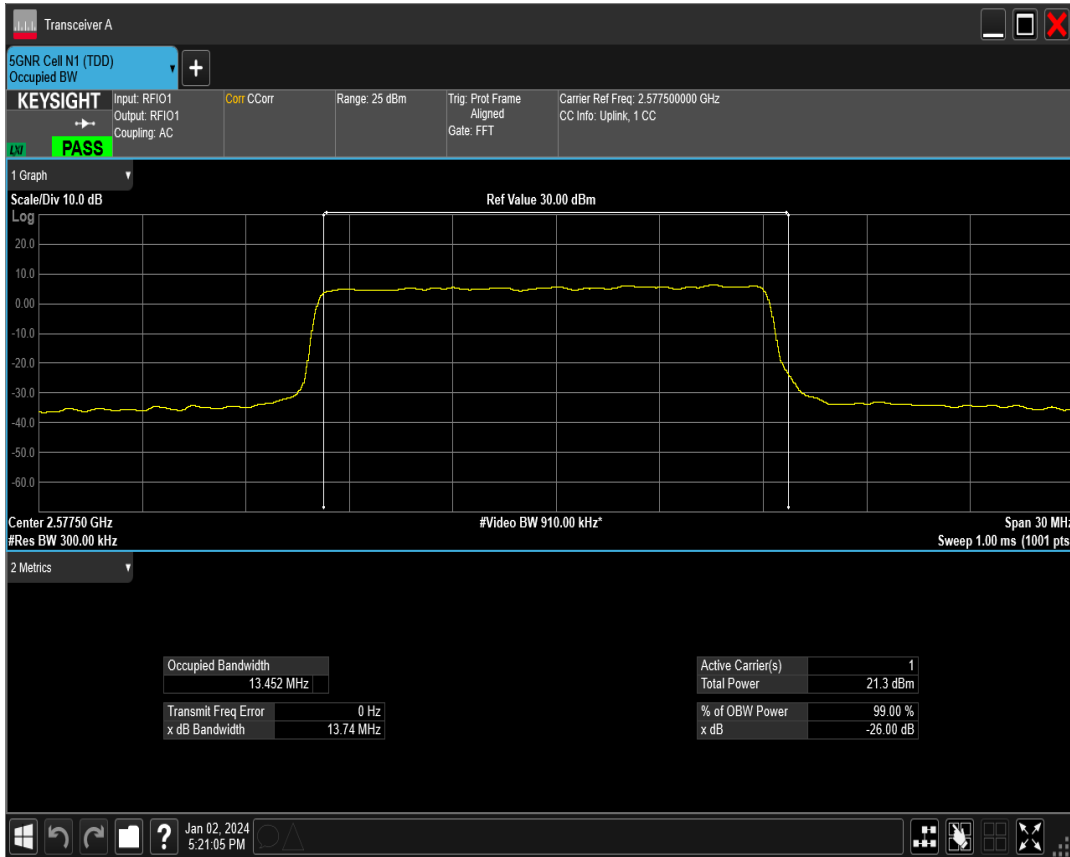 Transceiver A
5GNR Cell N1 (TDD)
Occupied BW
+
KEYSIGHT
LXI
PASS
Input: RFIO1
Output: RFIO1
Coupling: AC
Corr CCorr
Range: 25 dBm
Trig: Prot Frame
Aligned
Gate: FFT
Carrier Ref Freq: 2.577500000 GHz
CC Info: Uplink, 1 CC
1 Graph
Scale/Div 10.0 dB
Ref Value 30.00 dBm
Log
20.0
10.0
0.00
-10.0
-20.0
-30.0
-40.0
-50.0
-60.0
Center 2.57750 GHz
#Video BW 910.00 kHz*
Span 30 MHz
#Res BW 300.00 kHz
Sweep 1.00 ms (1001 pts
2 Metrics
Occupied Bandwidth
13.452 MHz
Transmit Freq Error 0 Hz
x dB Bandwidth 13.74 MHz
Active Carrier(s) 1
Total Power 21.3 dBm
% of OBW Power 99.00 %
x dB -26.00 dB
?
Jan 02, 2024
5:21:05 PM